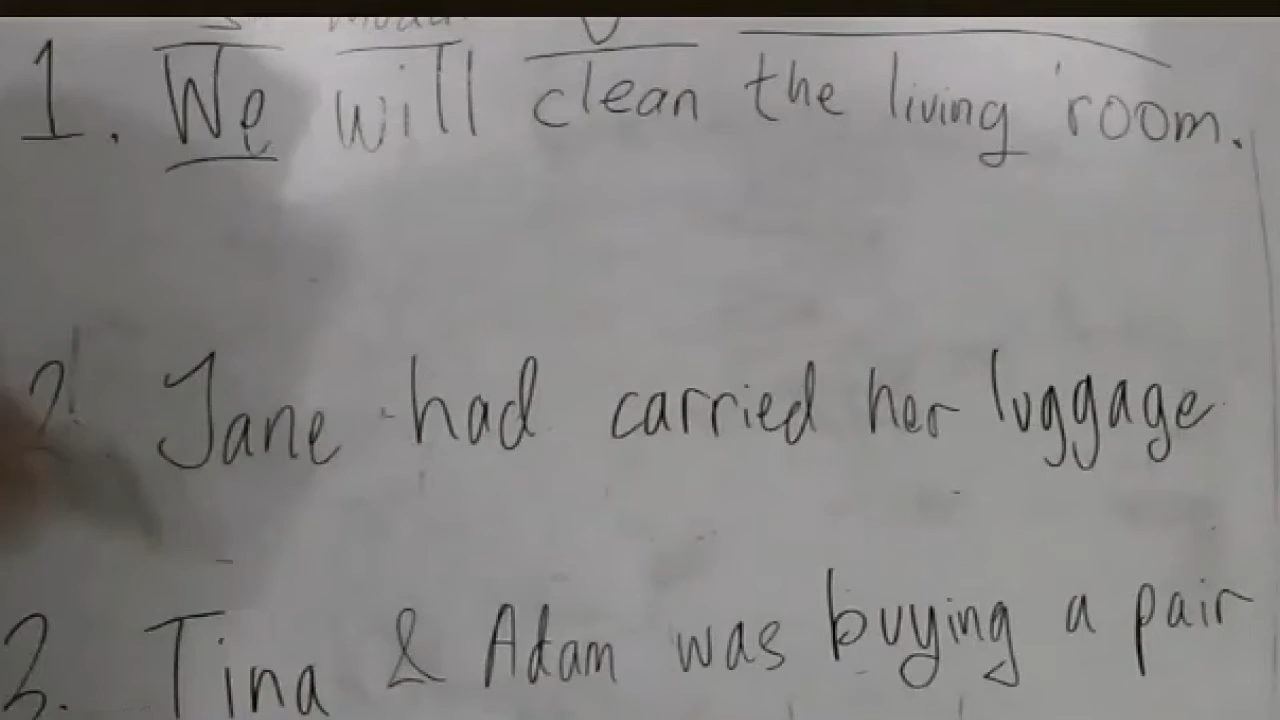 S modal V
1. We will clean the living room.
2. Jane had carried her luggage
3. Tina & Adam was buying a pair